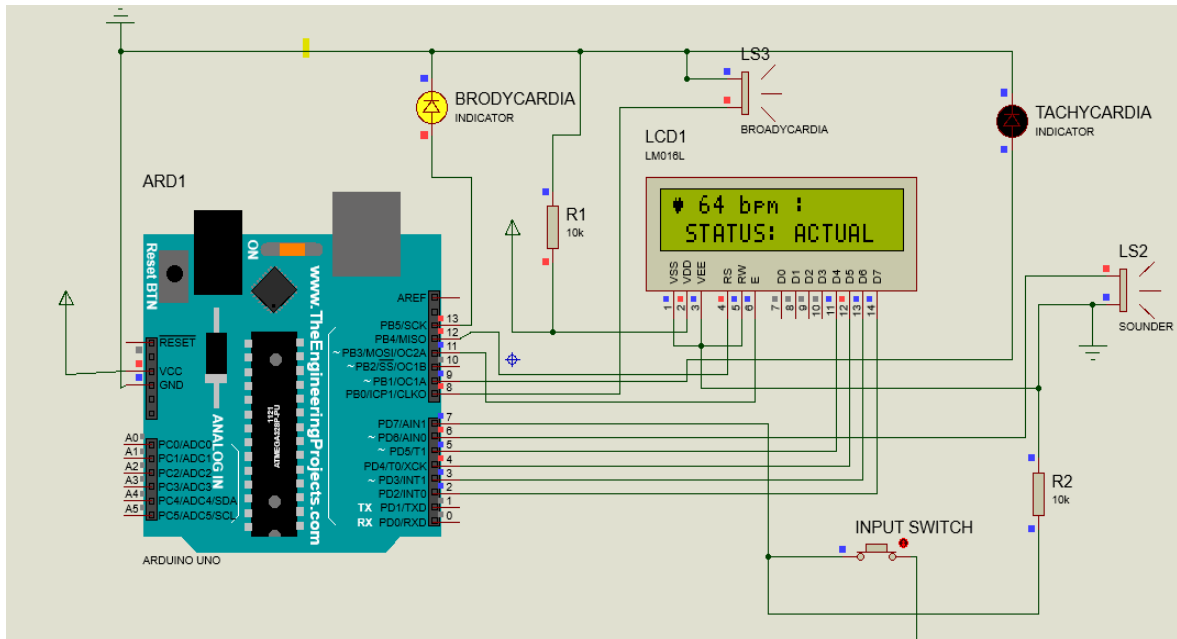 LS3
BRODYCARDIA
INDICATOR
BROADYCARDIA
TACHYCARDIA
INDICATOR
LCD1
LM016L
64 bpm :
STATUS: ACTUAL
VSS
VDD
VEE
RS
RW
E
D0
D1
D2
D3
D4
D5
D6
D7
1
2
3
4
5
6
7
8
9
10
11
12
13
14
ARD1
R1
10k
LS2
SOUNDER
Reset BTN
ON
www.TheEngineeringProjects.com
ANALOG IN
ATMEGA328P-PU
1121
RESET
VCC
GND
A0 PC0/ADC0
A1 PC1/ADC1
A2 PC2/ADC2
A3 PC3/ADC3
A4 PC4/ADC4/SDA
A5 PC5/ADC5/SCL
AREF
PB5/SCK 13
PB4/MISO 12
~ PB3/MOSI/OC2A 11
~ PB2/SS/OC1B 10
~ PB1/OC1A 9
PB0/ICP1/CLKO 8
PD7/AIN1 7
~ PD6/AIN0 6
~ PD5/T1 5
PD4/T0/XCK 4
~ PD3/INT1 3
PD2/INT0 2
TX PD1/TXD 1
RX PD0/RXD 0
ARDUINO UNO
R2
10k
INPUT SWITCH